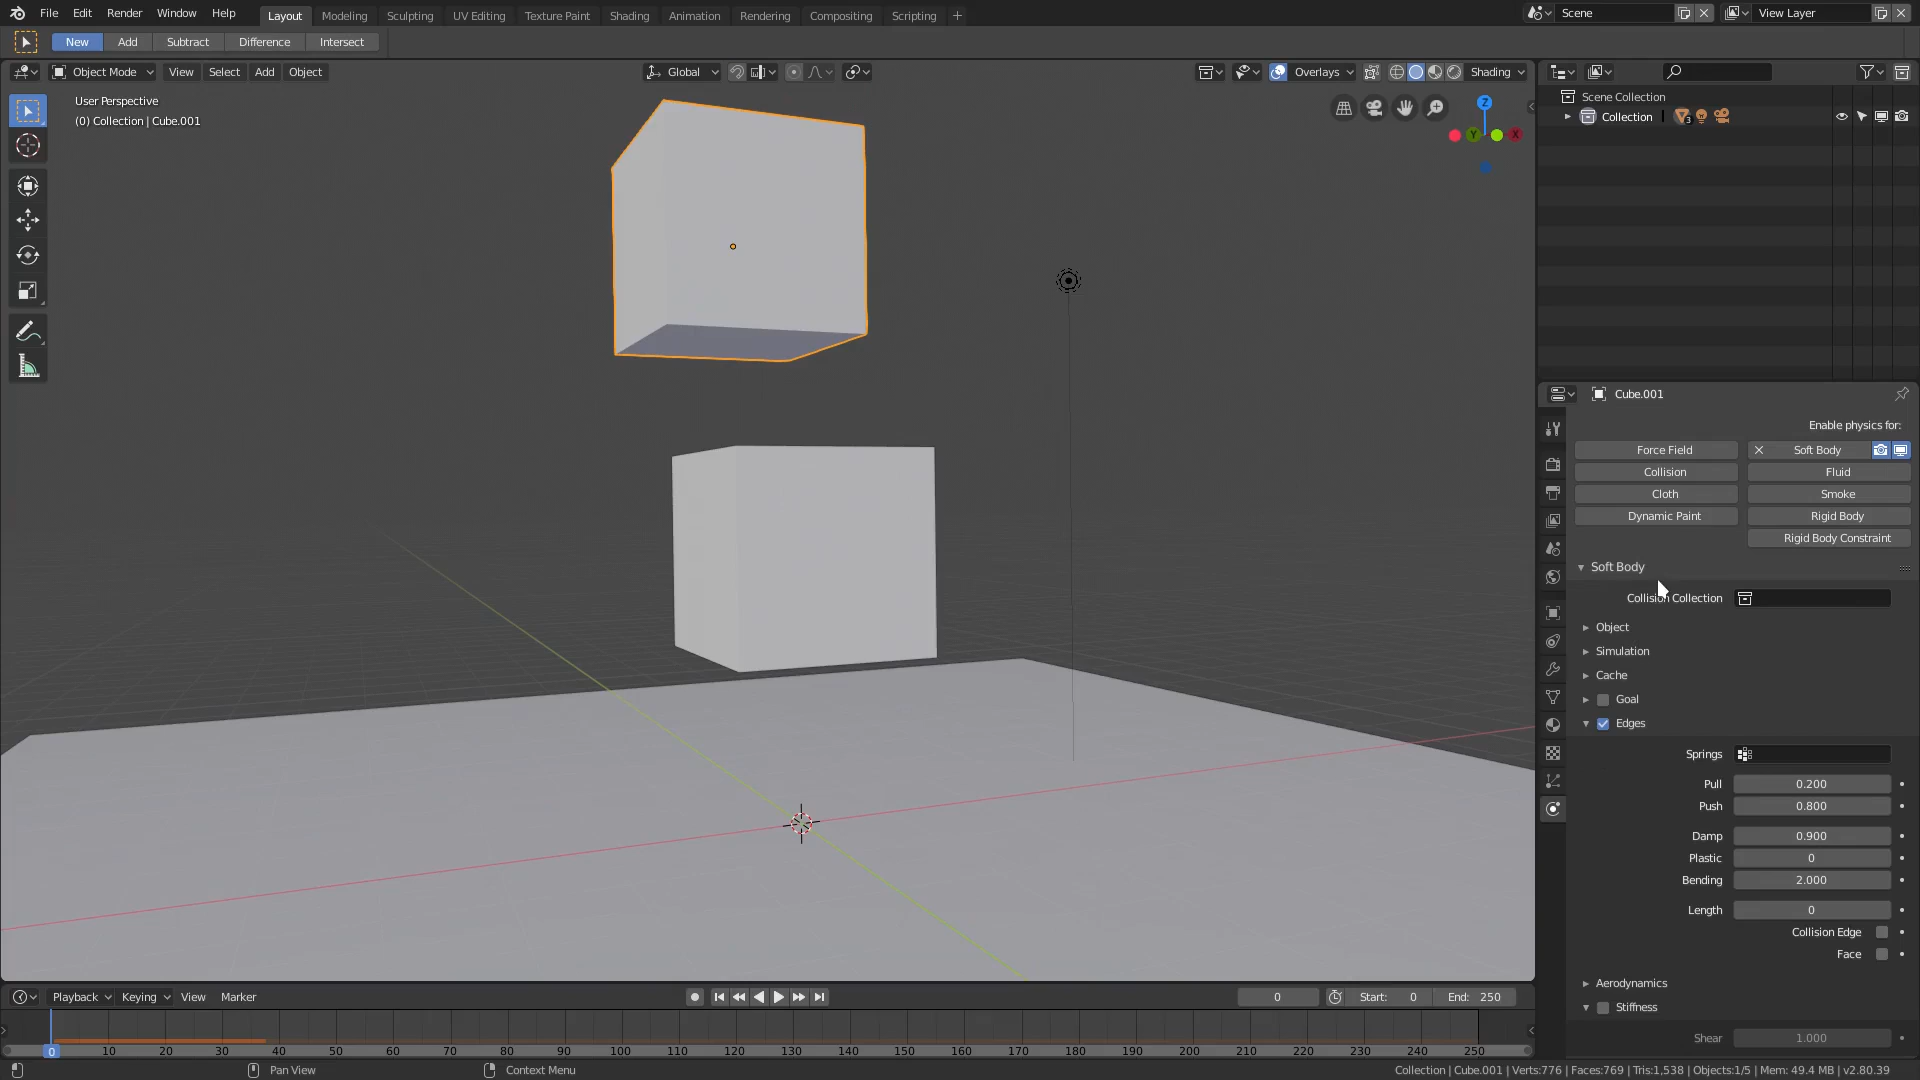 File Edit Render Window Help Layout Modeling Sculpting UV Editing Texture Paint Shading Animation Rendering Compositing Scripting + Scene View Layer
New Add Subtract Difference Intersect
Object Mode View Select Add Object Global Overlays Shading
User Perspective
(0) Collection | Cube.001
Z
Y X
Scene Collection
Collection 3
Cube.001
Enable physics for:
Force Field Soft Body
Collision Fluid
Cloth Smoke
Dynamic Paint Rigid Body
Rigid Body Constraint
Soft Body
Collision Collection
Object
Simulation
Cache
Goal
Edges
Springs
Pull 0.200
Push 0.800
Damp 0.900
Plastic 0
Bending 2.000
Length 0
Collision Edge
Face
Aerodynamics
Stiffness
Shear 1.000
Playback Keying View Marker 0 Start: 0 End: 250
0 10 20 30 40 50 60 70 80 90 100 110 120 130 140 150 160 170 180 190 200 210 220 230 240 250
Pan View Context Menu Collection | Cube.001 | Verts:776 | Faces:769 | Tris:1,538 | Objects:1/5 | Mem: 49.4 MB | v2.80.39